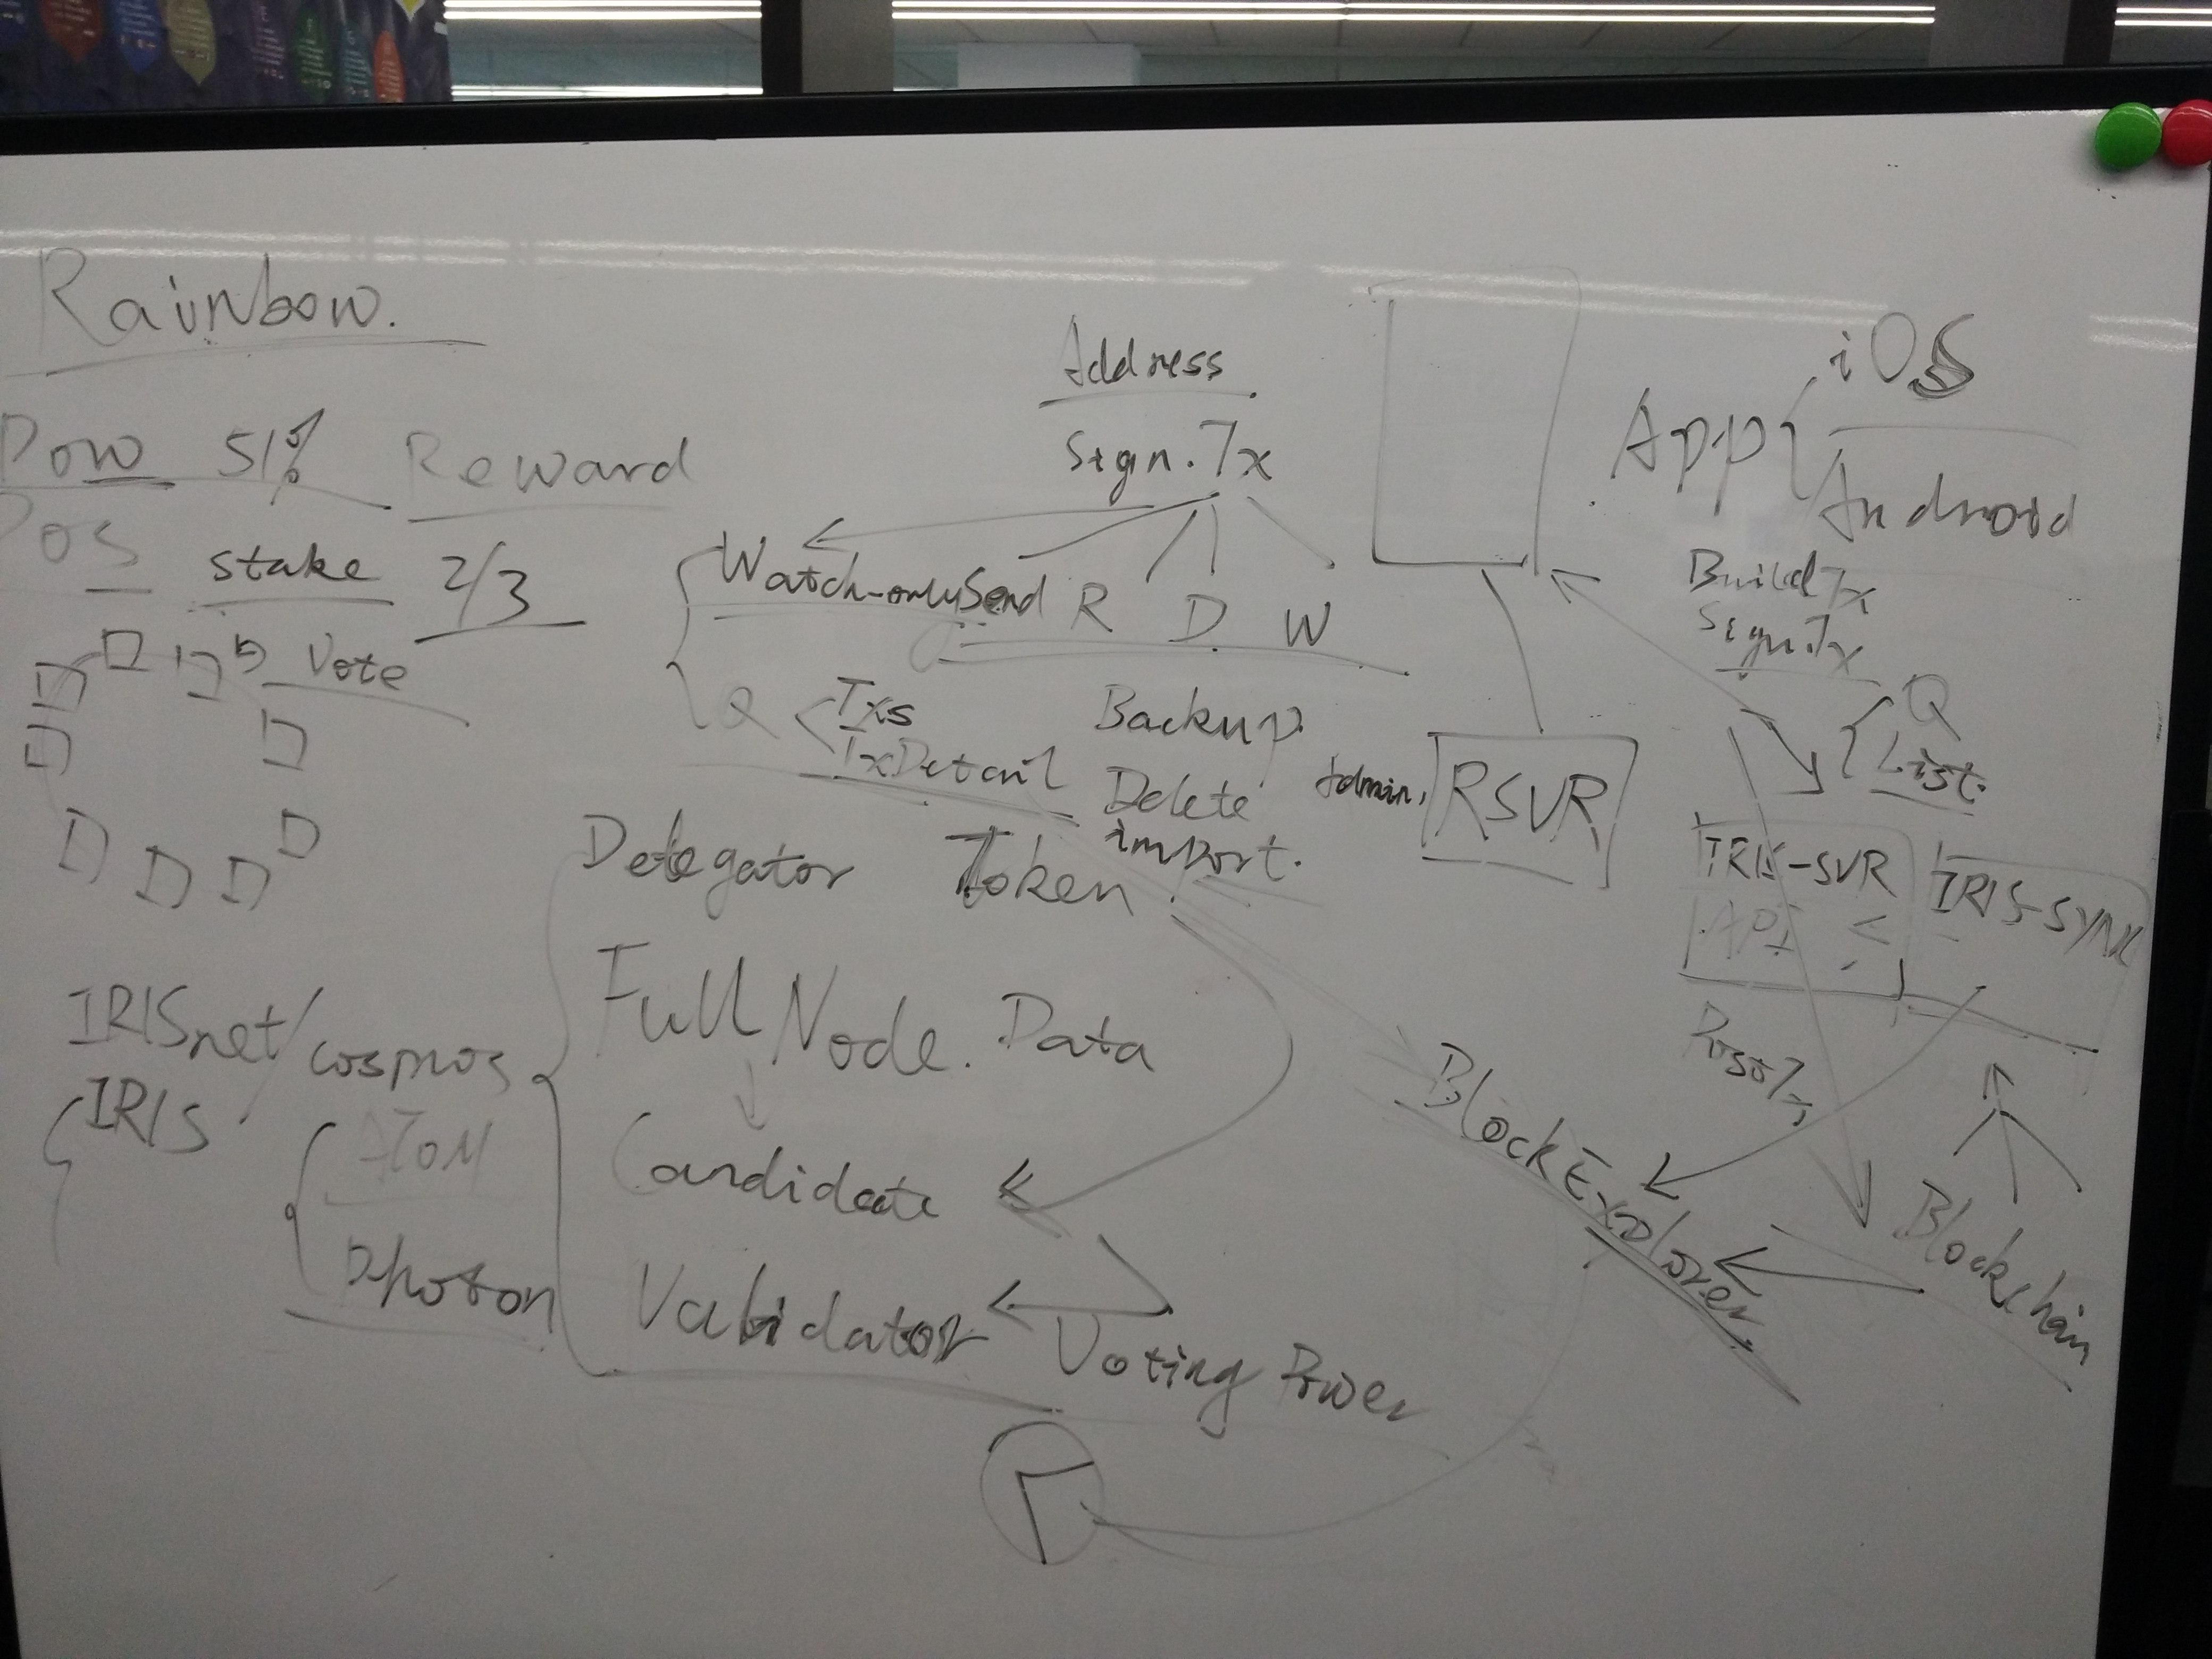 Rainbow.
Pow 51% Reward
Pos stake 2/3
Vote
IRISnet/cosmos
IRIS
ATOM
Photon
Address
Sign.Tx
Watch-only Send R D W
Q Txs
TxDetail
Backup
Delete
import.
Delegator Token
Full Node. Data
Candidate
Validator
Voting Power
App iOS
Android
Build Tx
Sign.Tx
Q
List.
Admin.
RSVR
IRIS-SVR
API
IRIS-SYNC
Post Tx
Block Explorer
Blockchain